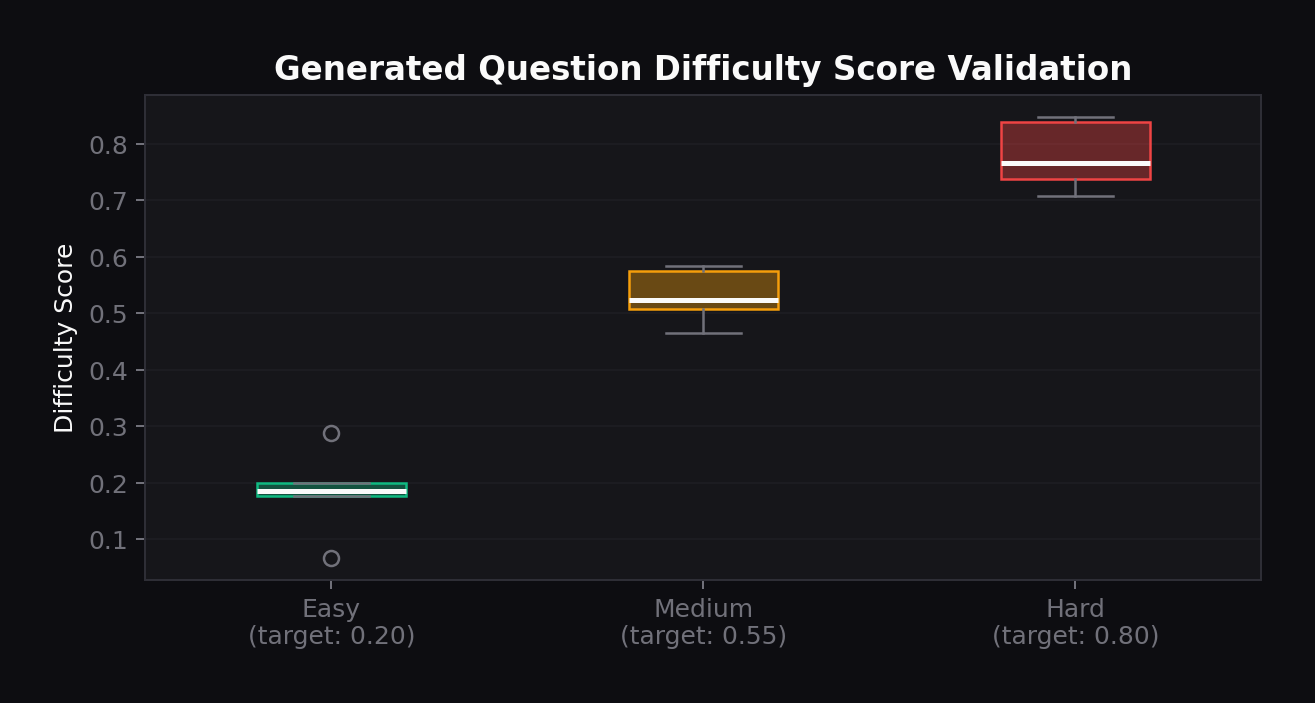 Generated Question Difficulty Score Validation
Difficulty Score
0.8
0.7
0.6
0.5
0.4
0.3
0.2
0.1
Easy
(target: 0.20)
Medium
(target: 0.55)
Hard
(target: 0.80)